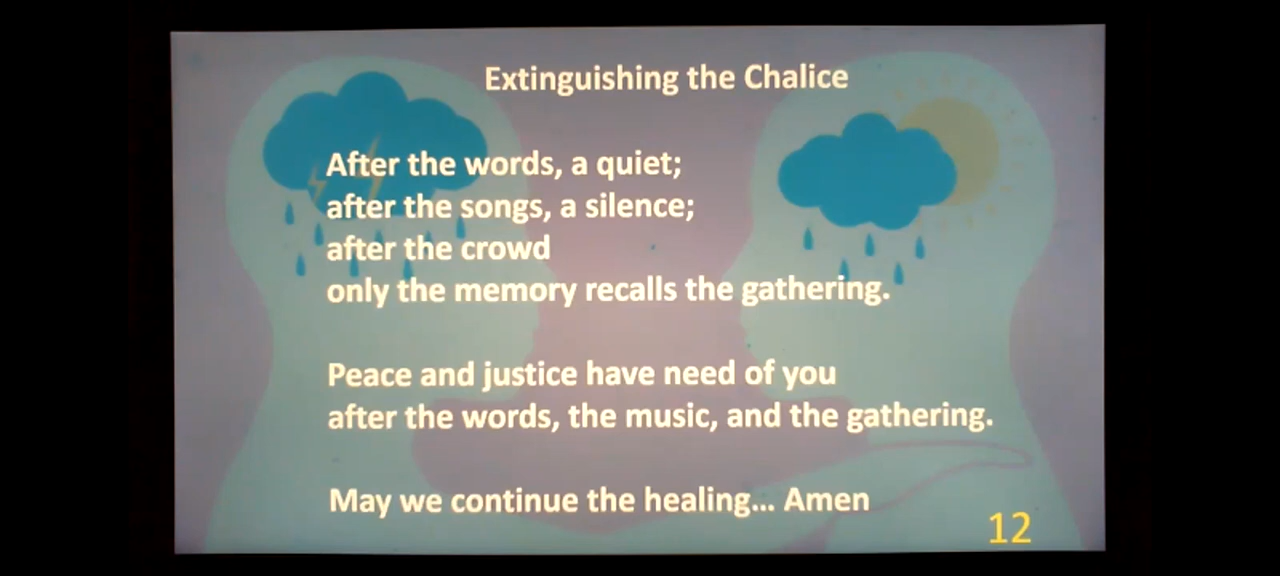 Extinguishing the Chalice
After the words, a quiet;
after the songs, a silence;
after the crowd
only the memory recalls the gathering.
Peace and justice have need of you
after the words, the music, and the gathering.
May we continue the healing... Amen
12